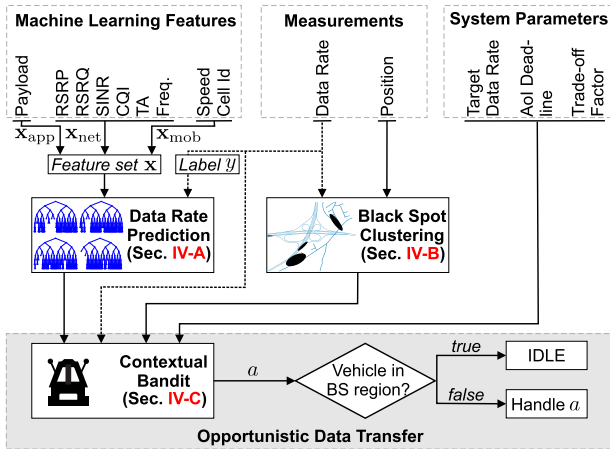 Machine Learning Features
Measurements
System Parameters
Payload
RSRP
RSRQ
SINR
CQI
TA
Freq.
Speed
Cell Id
Data Rate
Position
Target
Data Rate
AoI Dead-
line
Trade-off
Factor
x_app
x_net
x_mob
Feature set x
Label y
Data Rate
Prediction
(Sec. IV-A)
Black Spot
Clustering
(Sec. IV-B)
Contextual
Bandit
(Sec. IV-C)
a
Vehicle in
BS region?
true
false
IDLE
Handle a
Opportunistic Data Transfer